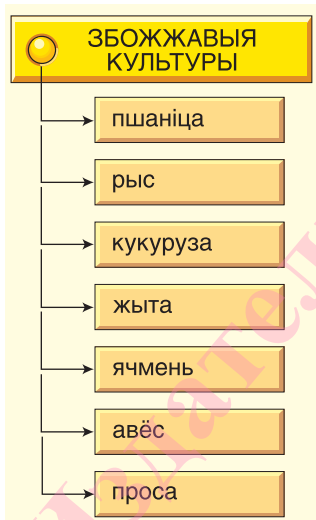 ЗБОЖЖАВЫЯ
КУЛЬТУРЫ
пшаніца
рыс
кукуруза
жыта
ячмень
авёс
проса